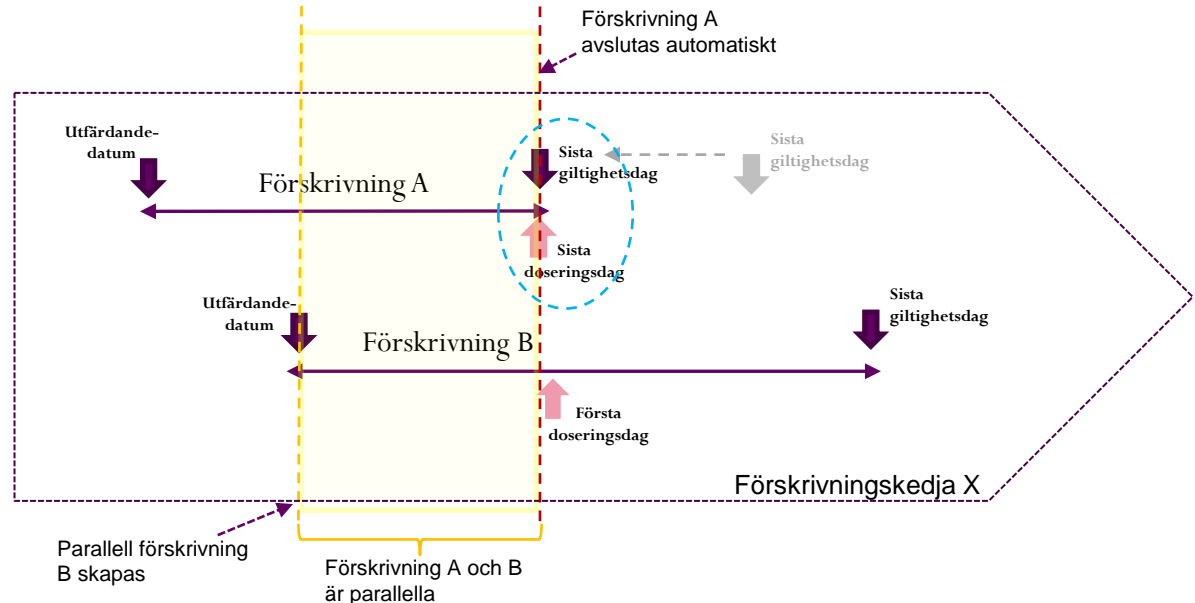 Förskrivning A
avslutas automatiskt
Utfärdande-
datum
Sista
giltighetsdag
Sista
giltighetsdag
Förskrivning A
Sista
doseringsdag
Utfärdande-
datum
Sista
giltighetsdag
Förskrivning B
Första
doseringsdag
Förskrivningskedja X
Parallell förskrivning
B skapas
Förskrivning A och B
är parallella